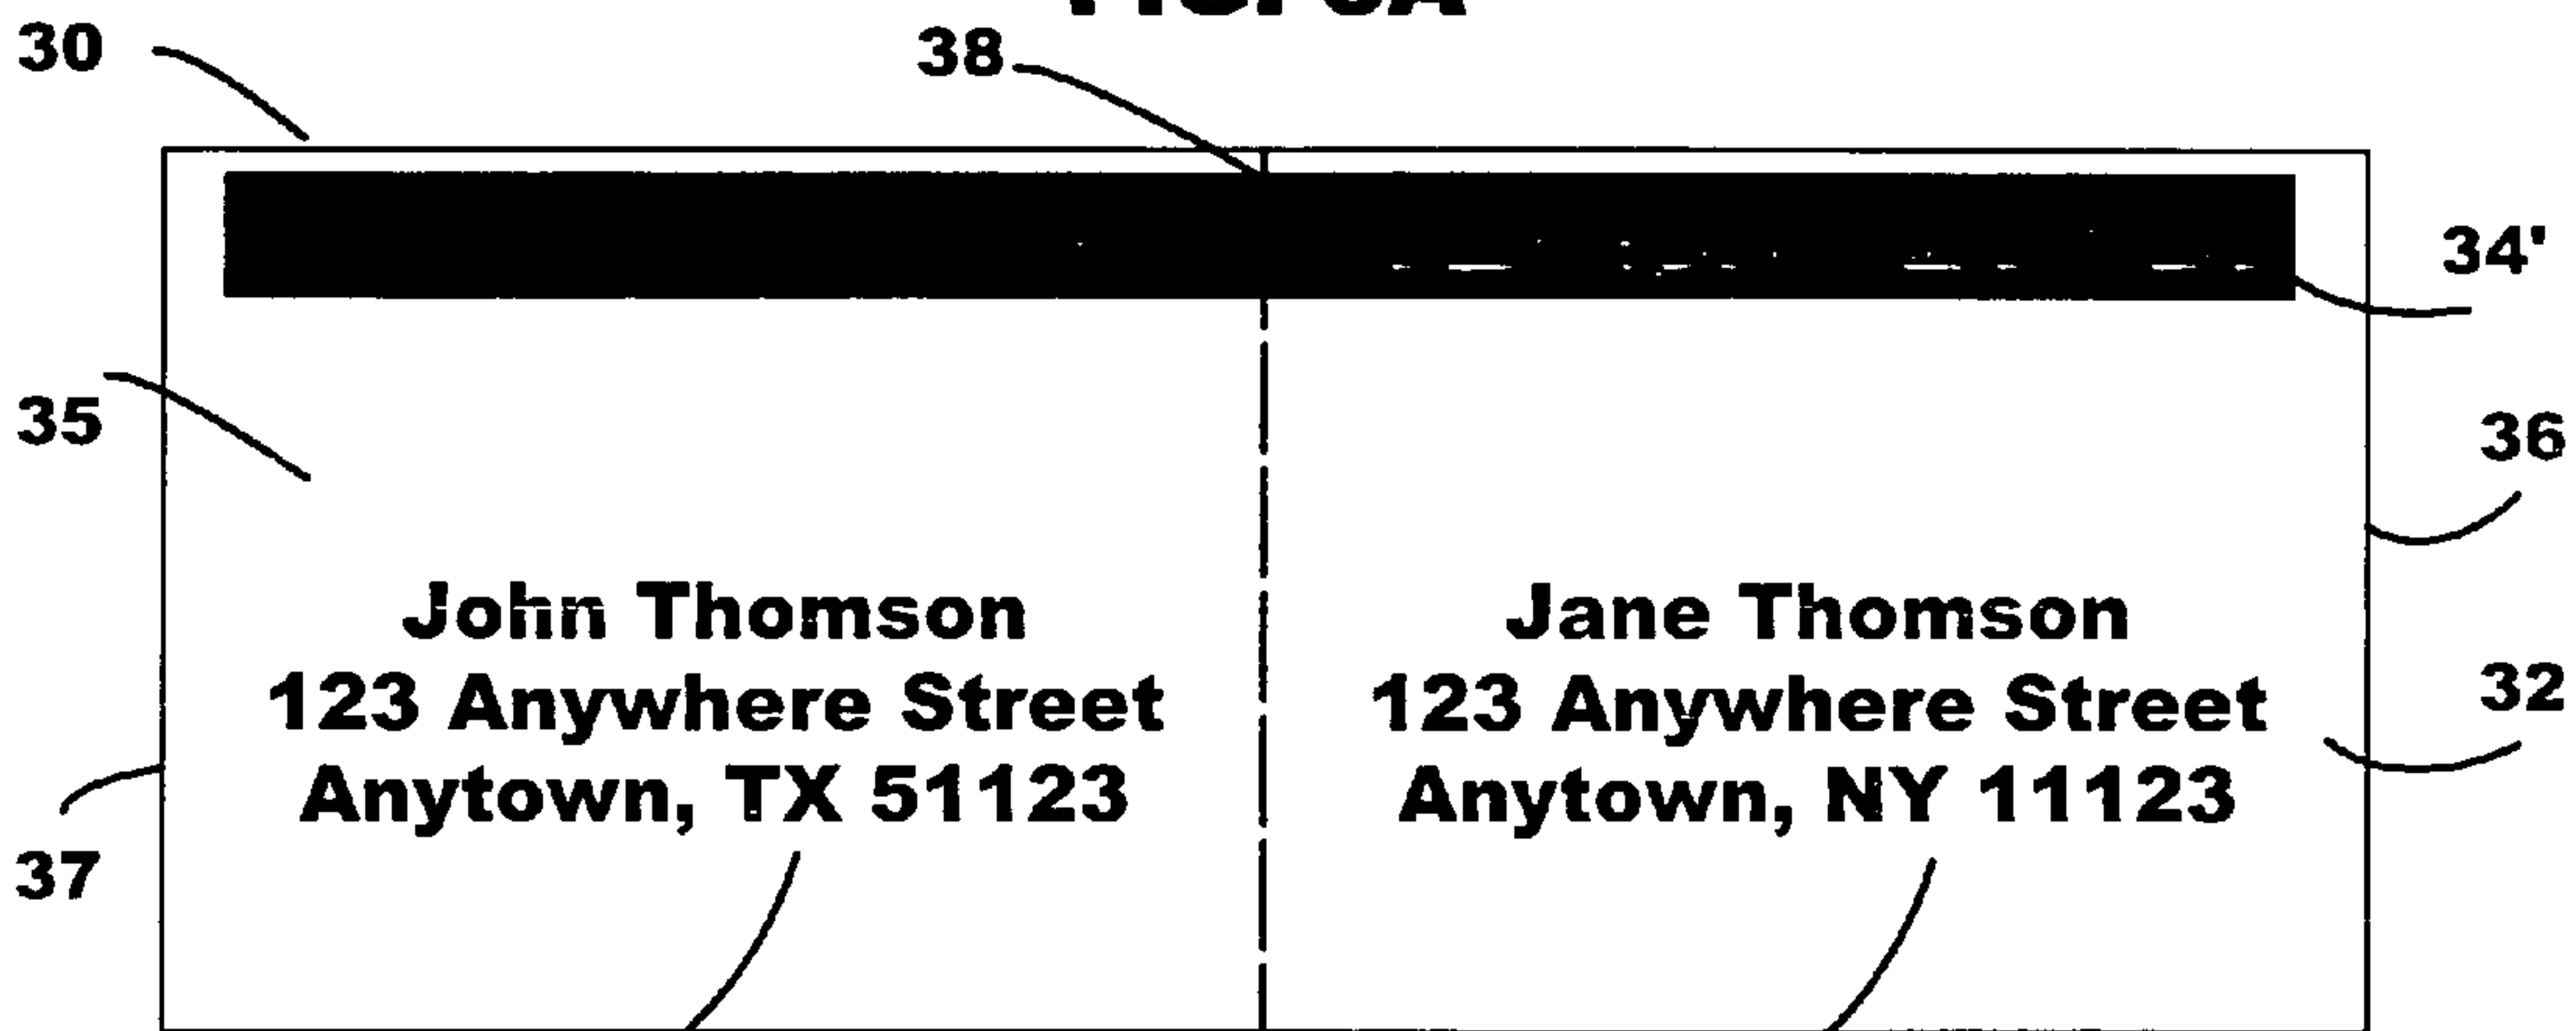 30
38
34'
35
36
John Thomson
123 Anywhere Street
Anytown, TX 51123
Jane Thomson
123 Anywhere Street
Anytown, NY 11123
32
37